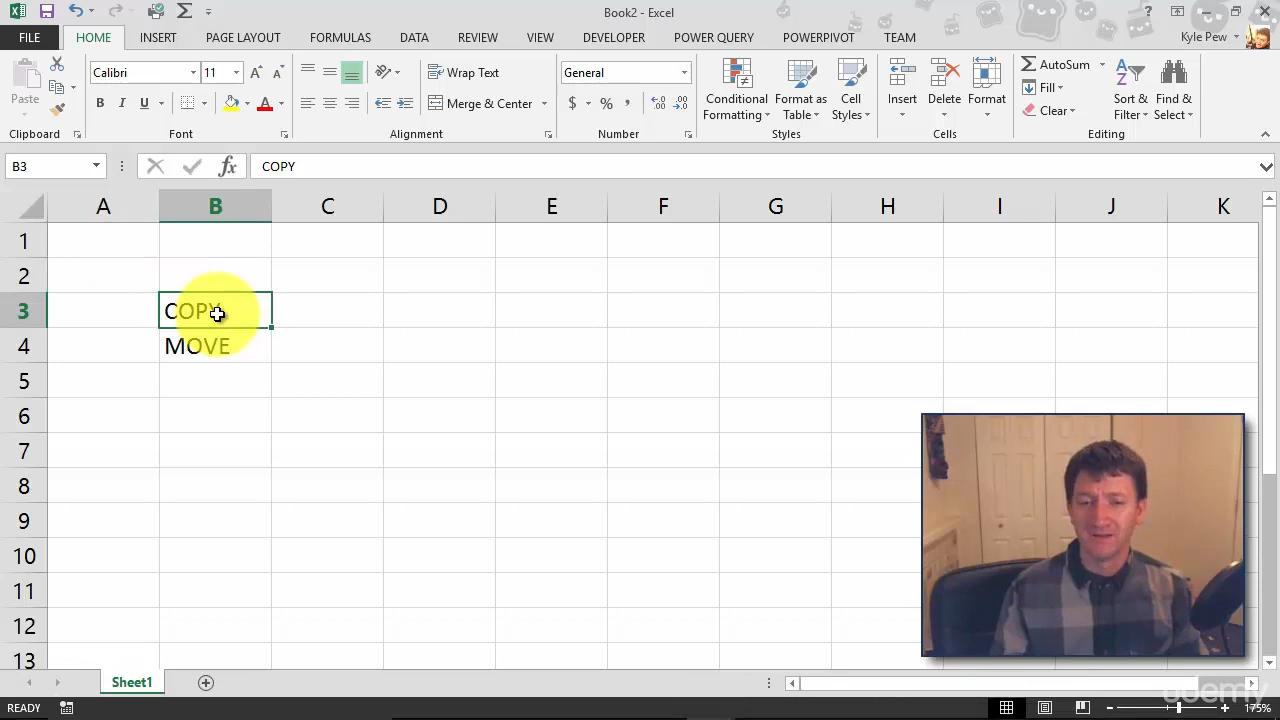 Book2 - Excel
FILE HOME INSERT PAGE LAYOUT FORMULAS DATA REVIEW VIEW DEVELOPER POWER QUERY POWERPIVOT TEAM Kyle Pew
Paste
Clipboard
Calibri 11
B I U A
Font
Wrap Text
Merge & Center
Alignment
General
$ % ,
Number
Conditional Formatting
Format as Table
Cell Styles
Styles
Insert Delete Format
Cells
AutoSum
Fill
Clear
Sort & Filter
Find & Select
Editing
B3 fx COPY
A B C D E F G H I J K
1
2
3 COPY
4 MOVE
5
6
7
8
9
10
11
12
13
Sheet1
udemy
READY 175%